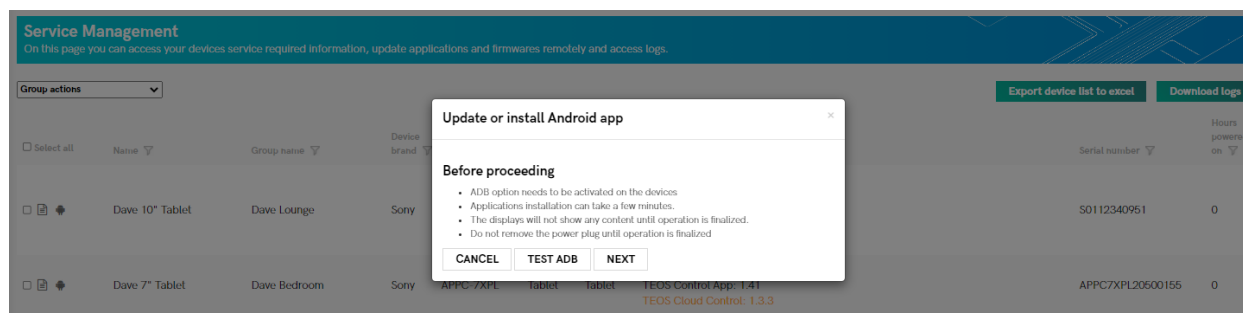 Service Management
On this page you can access your devices service required information, update applications and firmwares remotely and access logs.
Group actions
Export device list to excel
Download logs
Update or install Android app
×
Select all
Name
Group name
Device
brand
Serial number
Hours
powere
on
Before proceeding
• ADB option needs to be activated on the devices
• Applications installation can take a few minutes.
• The displays will not show any content until operation is finalized.
• Do not remove the power plug until operation is finalized
CANCEL
TEST ADB
NEXT
Dave 10" Tablet
Dave Lounge
Sony
S0112340951
0
Dave 7" Tablet
Dave Bedroom
Sony
APPC-7XPL
Tablet
Tablet
TEOS Control App: 1.41
TEOS Cloud Control: 1.3.3
APPC7XPL20500155
0